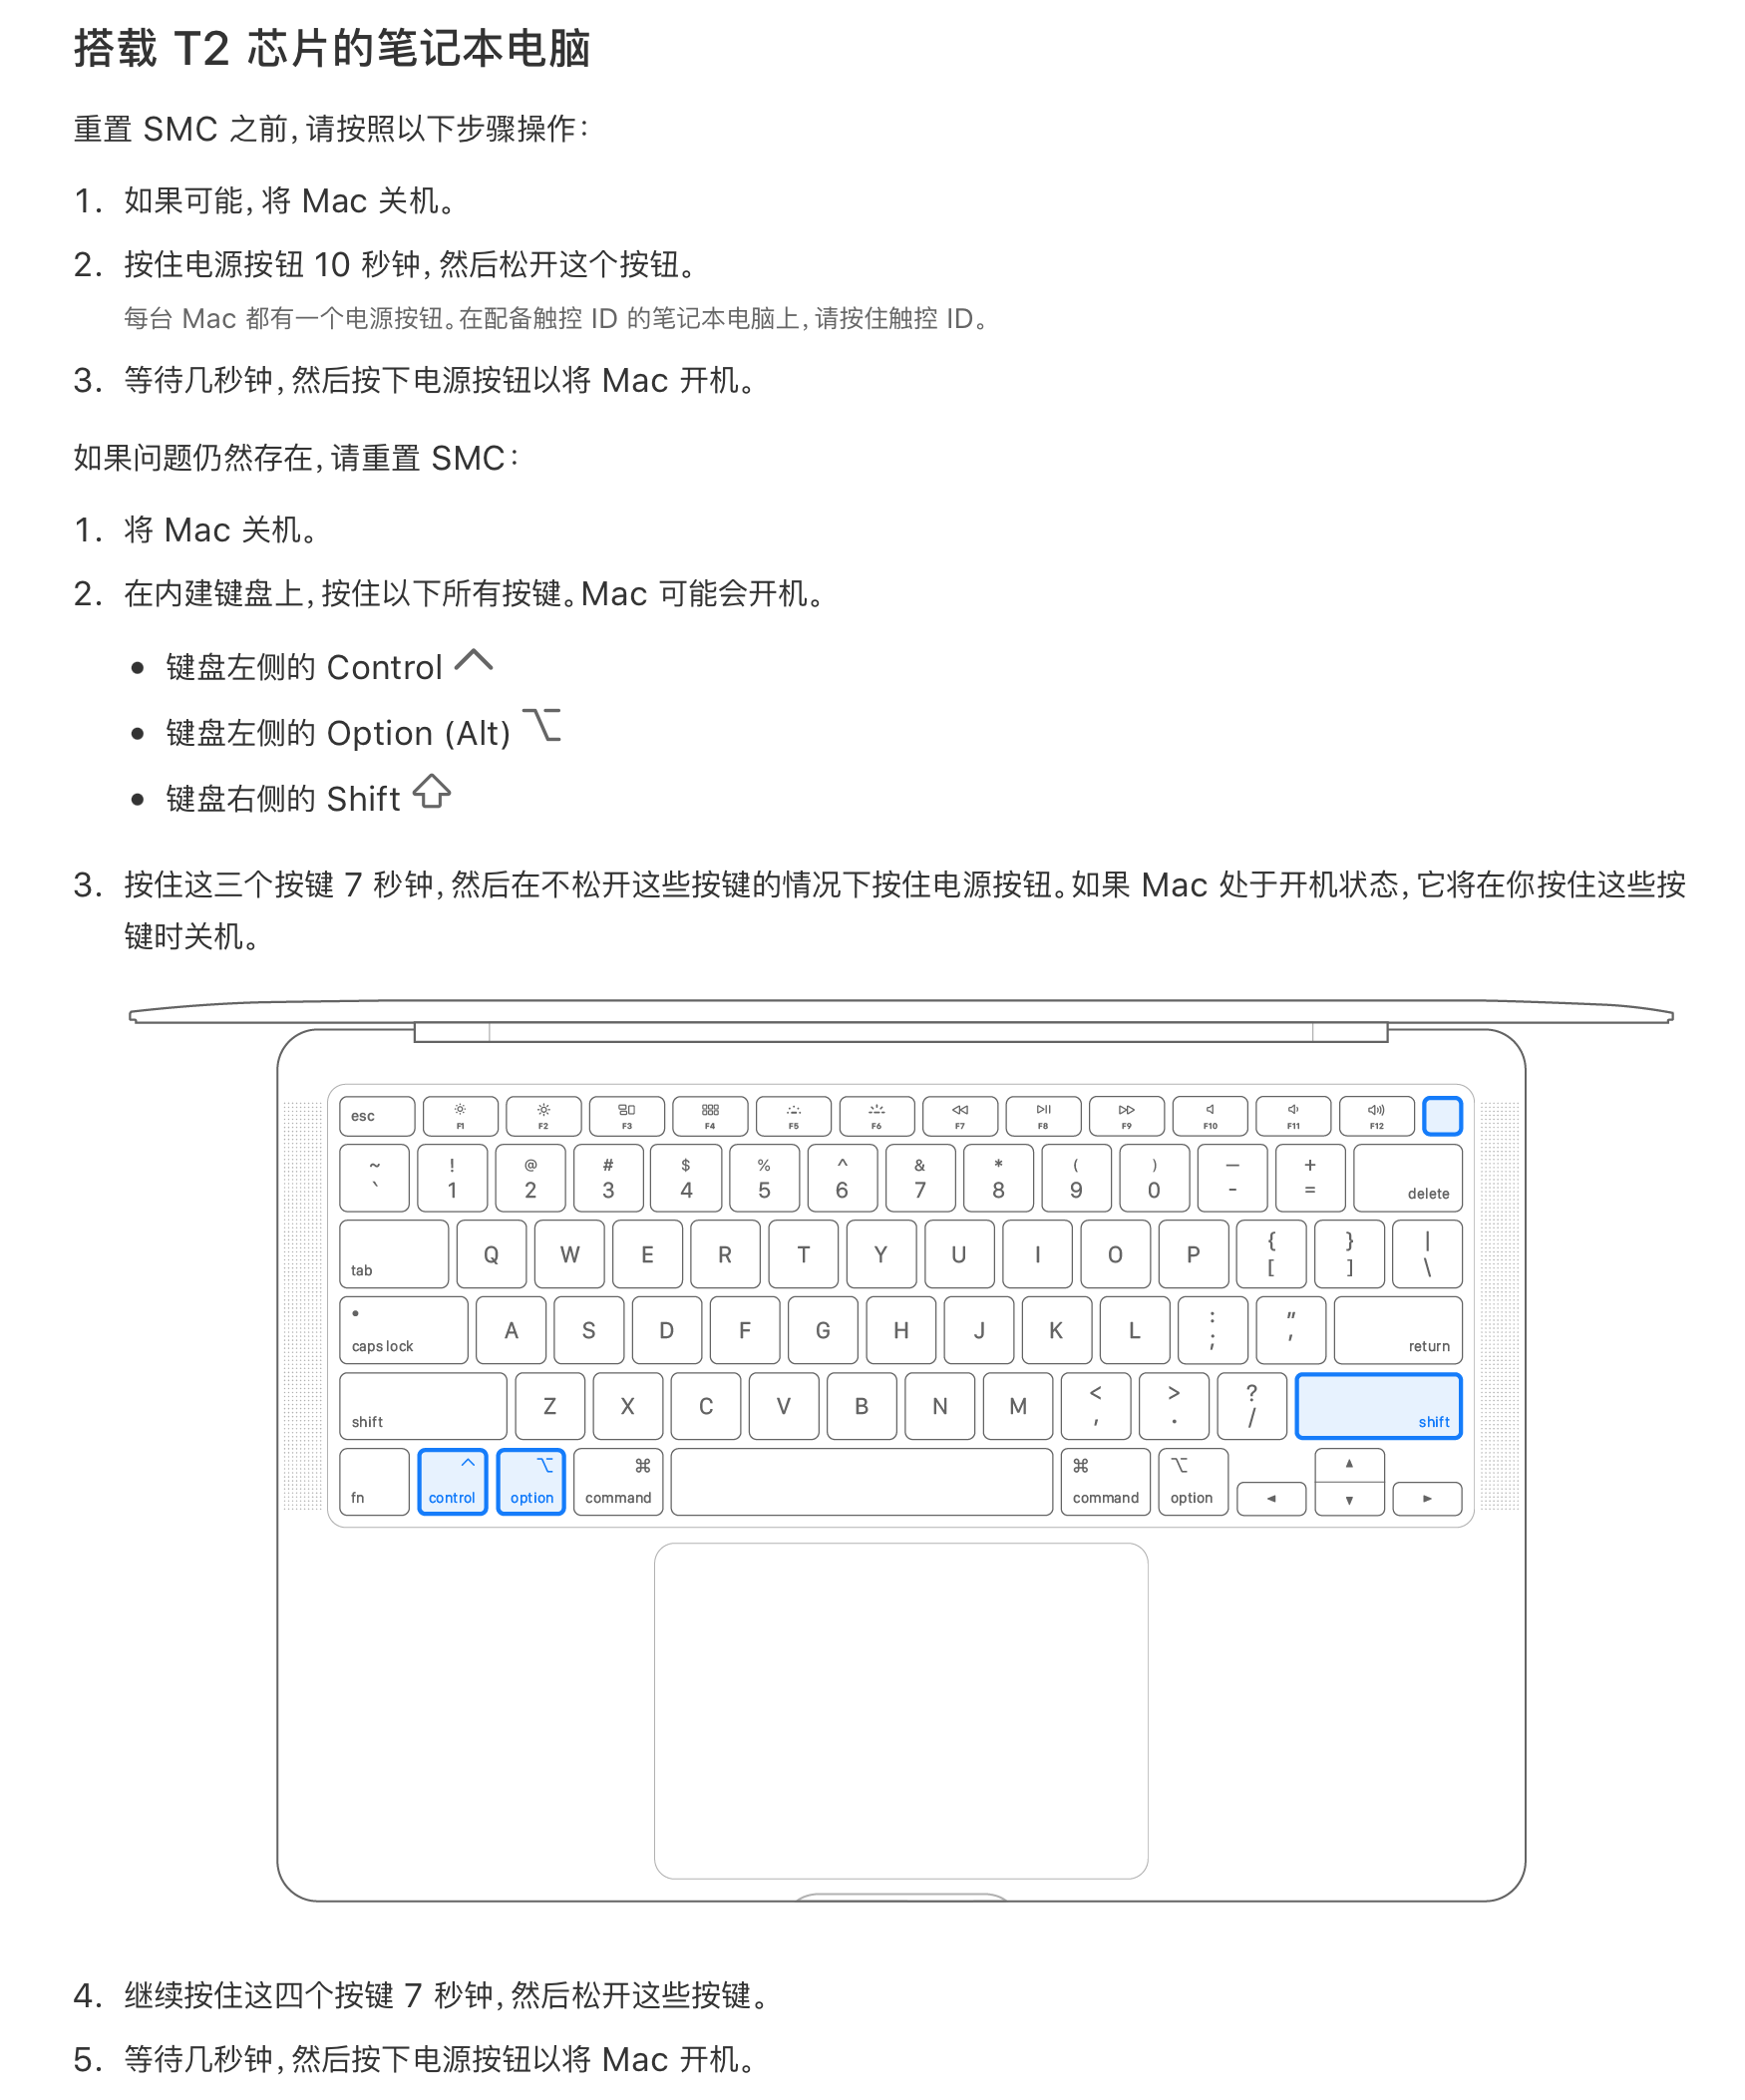 搭载 T2 芯片的笔记本电脑
重置 SMC 之前，请按照以下步骤操作：
1. 如果可能，将 Mac 关机。
2. 按住电源按钮 10 秒钟，然后松开这个按钮。
每台 Mac 都有一个电源按钮。在配备触控 ID 的笔记本电脑上，请按住触控 ID。
3. 等待几秒钟，然后按下电源按钮以将 Mac 开机。
如果问题仍然存在，请重置 SMC：
1. 将 Mac 关机。
2. 在内建键盘上，按住以下所有按键。Mac 可能会开机。
• 键盘左侧的 Control ⌃
• 键盘左侧的 Option (Alt) ⌥
• 键盘右侧的 Shift ⇧
3. 按住这三个按键 7 秒钟，然后在不松开这些按键的情况下按住电源按钮。如果 Mac 处于开机状态，它将在你按住这些按
键时关机。
esc F1 F2 F3 F4 F5 F6 F7 F8 F9 F10 F11 F12
~ ! @ # $ % ^ & * ( ) — +
` 1 2 3 4 5 6 7 8 9 0 - = delete
tab Q W E R T Y U I O P { [ } ] | \
caps lock A S D F G H J K L : ; " ' return
shift Z X C V B N M < , > . ? / shift
fn ⌃ control ⌥ option ⌘ command ⌘ command ⌥ option ◄ ▲ ▼ ►
4. 继续按住这四个按键 7 秒钟，然后松开这些按键。
5. 等待几秒钟，然后按下电源按钮以将 Mac 开机。